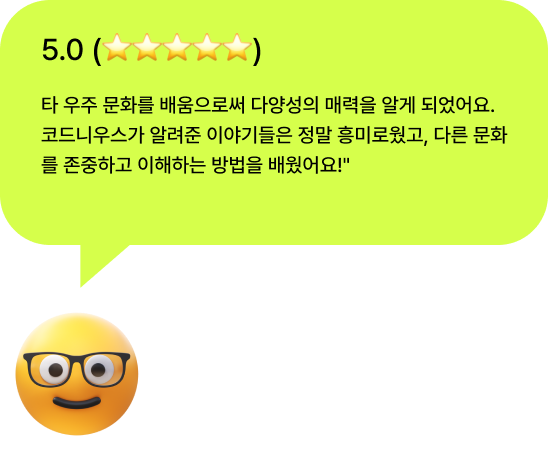 5.0 (⭐⭐⭐⭐⭐)
타 우주 문화를 배움으로써 다양성의 매력을 알게 되었어요.
코드니우스가 알려준 이야기들은 정말 흥미로웠고, 다른 문화
를 존중하고 이해하는 방법을 배웠어요!"